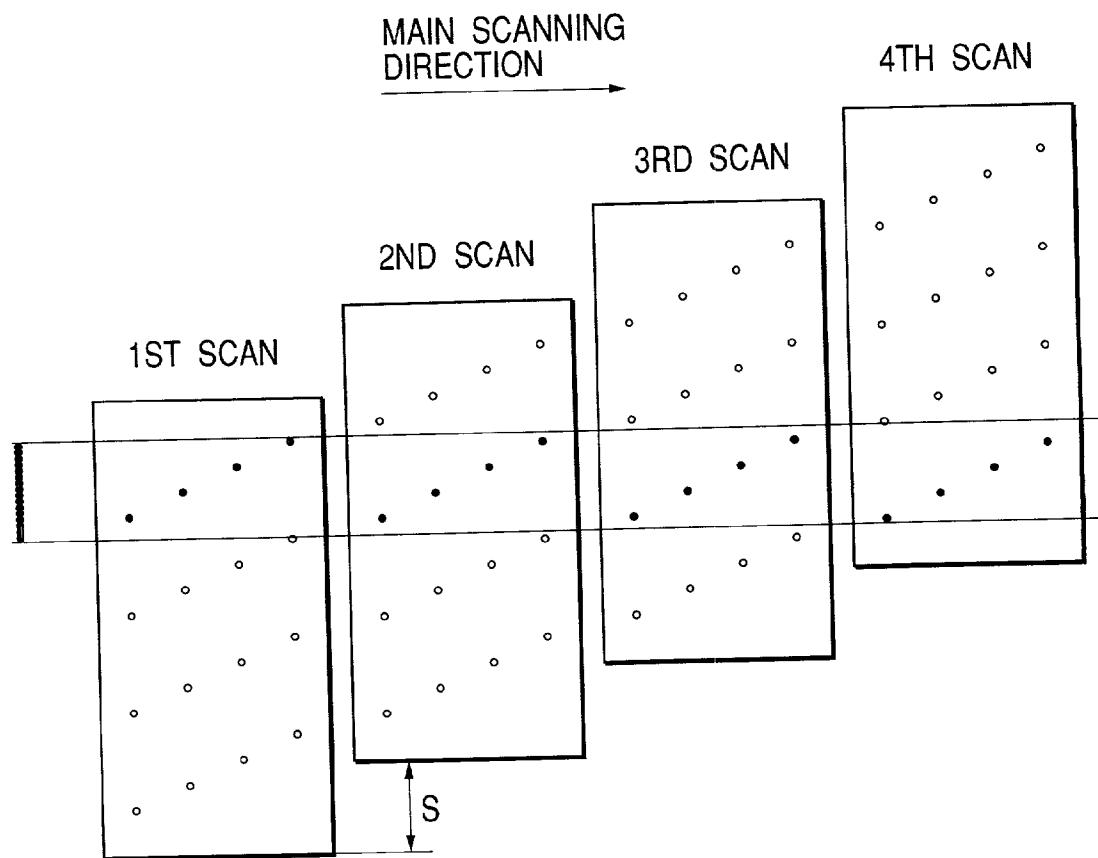 MAIN SCANNING
DIRECTION
4TH SCAN
3RD SCAN
2ND SCAN
1ST SCAN
S